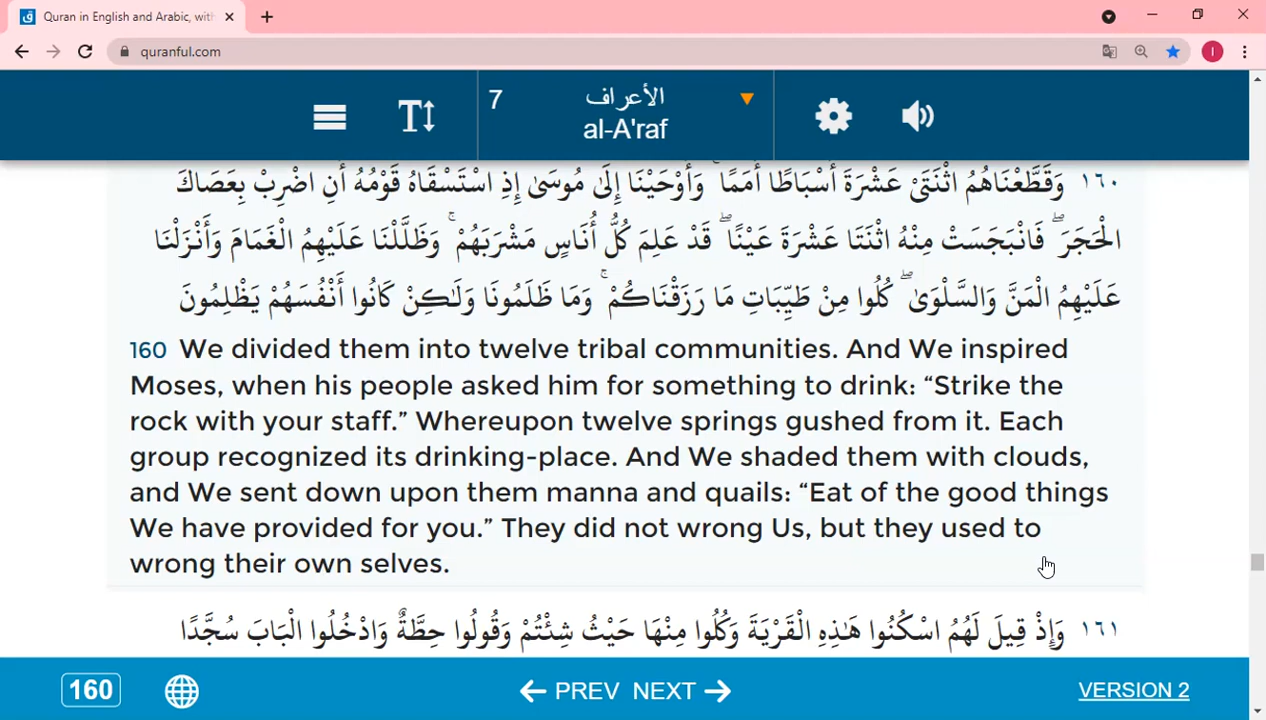 Quran in English and Arabic, with
quranful.com
I
7
الأعراف
al-A'raf
١٦٠ وَقَطَّعْنَاهُمُ اثْنَتَيْ عَشْرَةَ أَسْبَاطًا أُمَمًا ۚ وَأَوْحَيْنَا إِلَىٰ مُوسَىٰ إِذِ اسْتَسْقَاهُ قَوْمُهُ أَنِ اضْرِبْ بِعَصَاكَ
الْحَجَرَ ۖ فَانْبَجَسَتْ مِنْهُ اثْنَتَا عَشْرَةَ عَيْنًا ۖ قَدْ عَلِمَ كُلُّ أُنَاسٍ مَشْرَبَهُمْ ۚ وَظَلَّلْنَا عَلَيْهِمُ الْغَمَامَ وَأَنْزَلْنَا
عَلَيْهِمُ الْمَنَّ وَالسَّلْوَىٰ ۖ كُلُوا مِنْ طَيِّبَاتِ مَا رَزَقْنَاكُمْ ۚ وَمَا ظَلَمُونَا وَلَٰكِنْ كَانُوا أَنْفُسَهُمْ يَظْلِمُونَ
160 We divided them into twelve tribal communities. And We inspired
Moses, when his people asked him for something to drink: “Strike the
rock with your staff.” Whereupon twelve springs gushed from it. Each
group recognized its drinking-place. And We shaded them with clouds,
and We sent down upon them manna and quails: “Eat of the good things
We have provided for you.” They did not wrong Us, but they used to
wrong their own selves.
١٦١ وَإِذْ قِيلَ لَهُمُ اسْكُنُوا هَٰذِهِ الْقَرْيَةَ وَكُلُوا مِنْهَا حَيْثُ شِئْتُمْ وَقُولُوا حِطَّةٌ وَادْخُلُوا الْبَابَ سُجَّدًا
160
PREV NEXT
VERSION 2